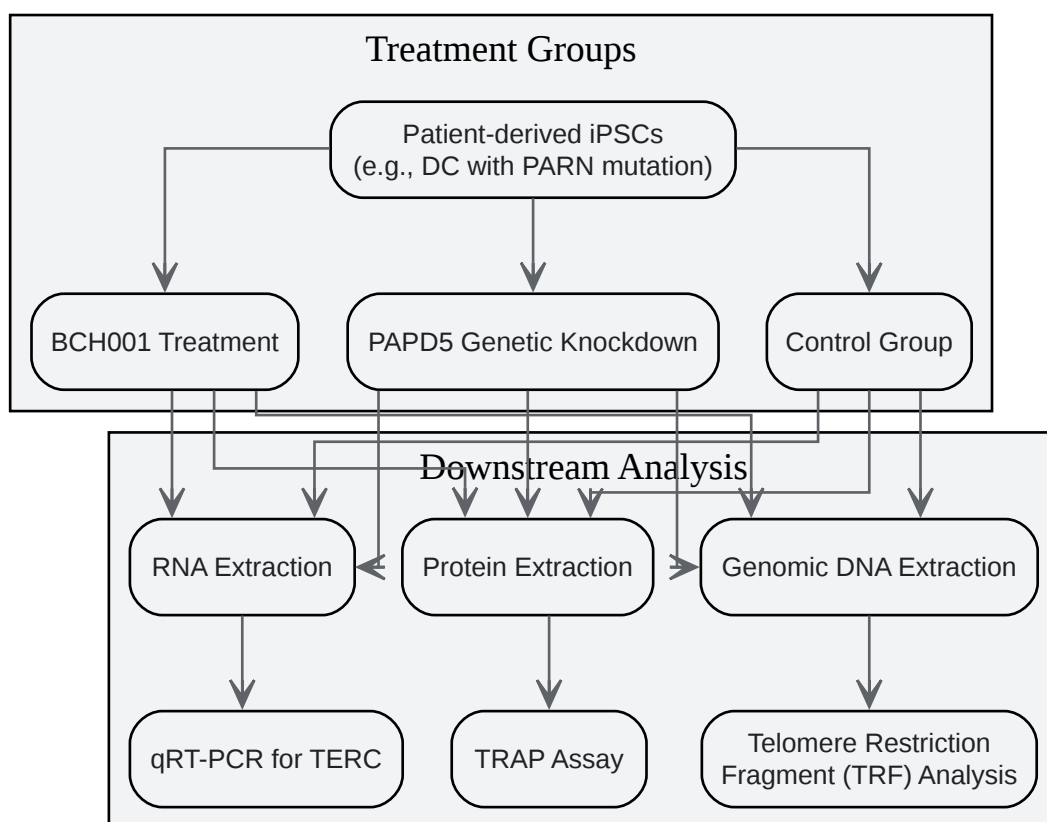 Treatment Groups
Patient-derived iPSCs
(e.g., DC with PARN mutation)
BCH001 Treatment
PAPD5 Genetic Knockdown
Control Group
Downstream Analysis
RNA Extraction
Protein Extraction
Genomic DNA Extraction
qRT-PCR for TERC
TRAP Assay
Telomere Restriction
Fragment (TRF) Analysis